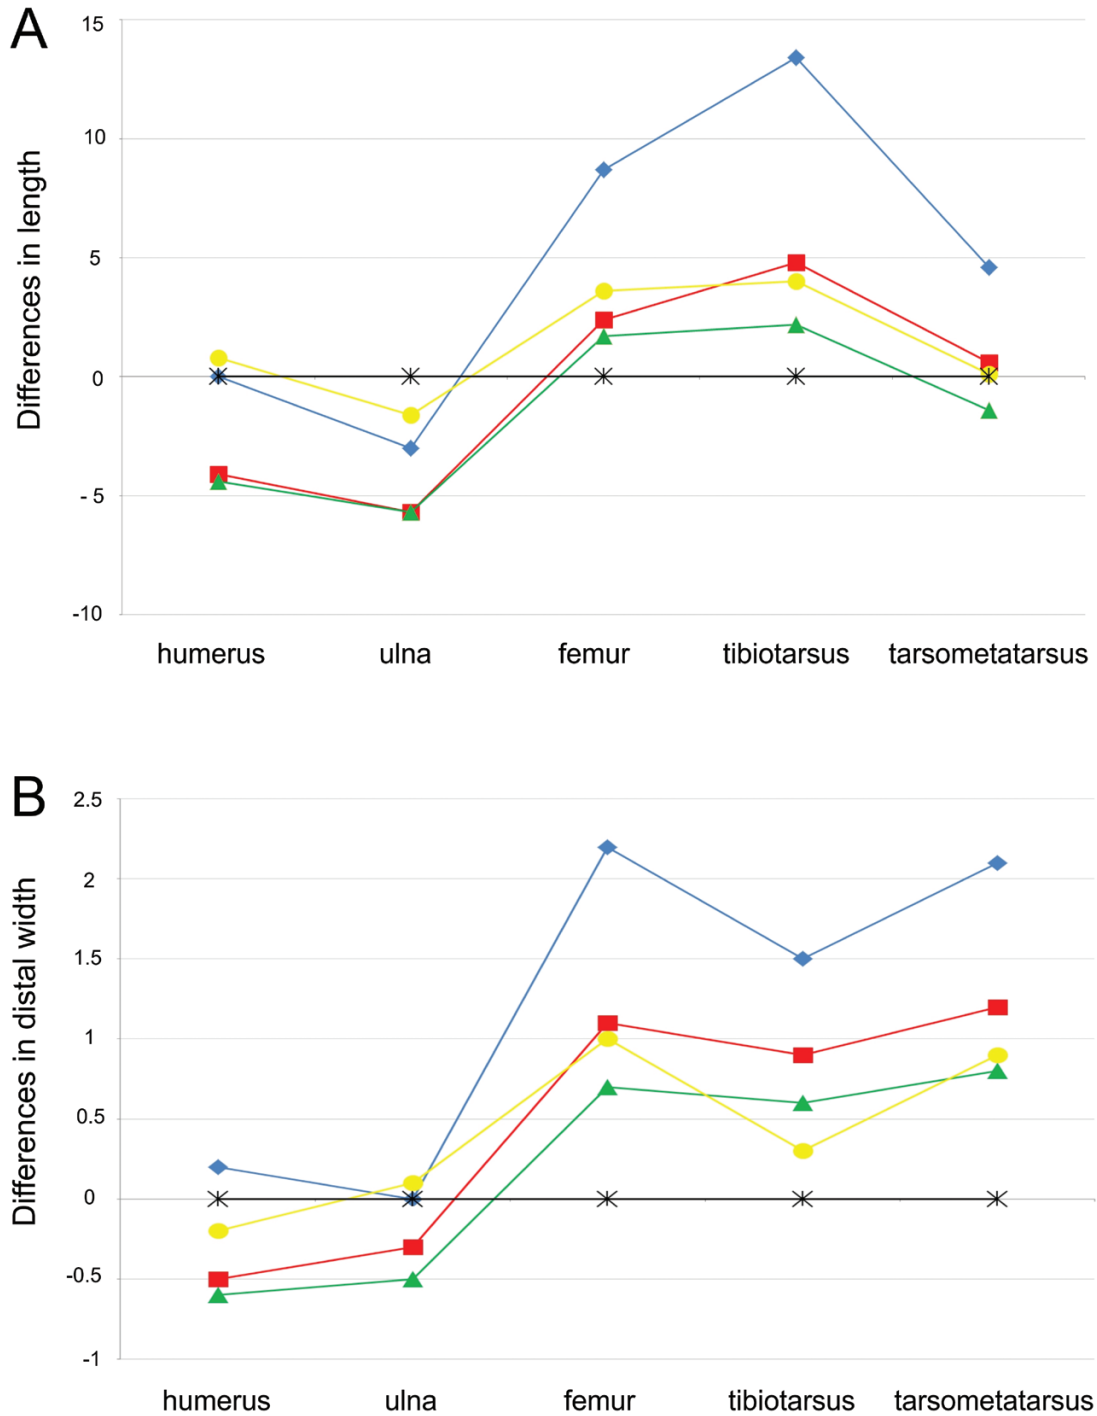 A
Differences in length
15
10
5
0
-5
-10
humerus ulna femur tibiotarsus tarsometatarsus
B
Differences in distal width
2.5
2
1.5
1
0.5
0
-0.5
-1
humerus ulna femur tibiotarsus tarsometatarsus